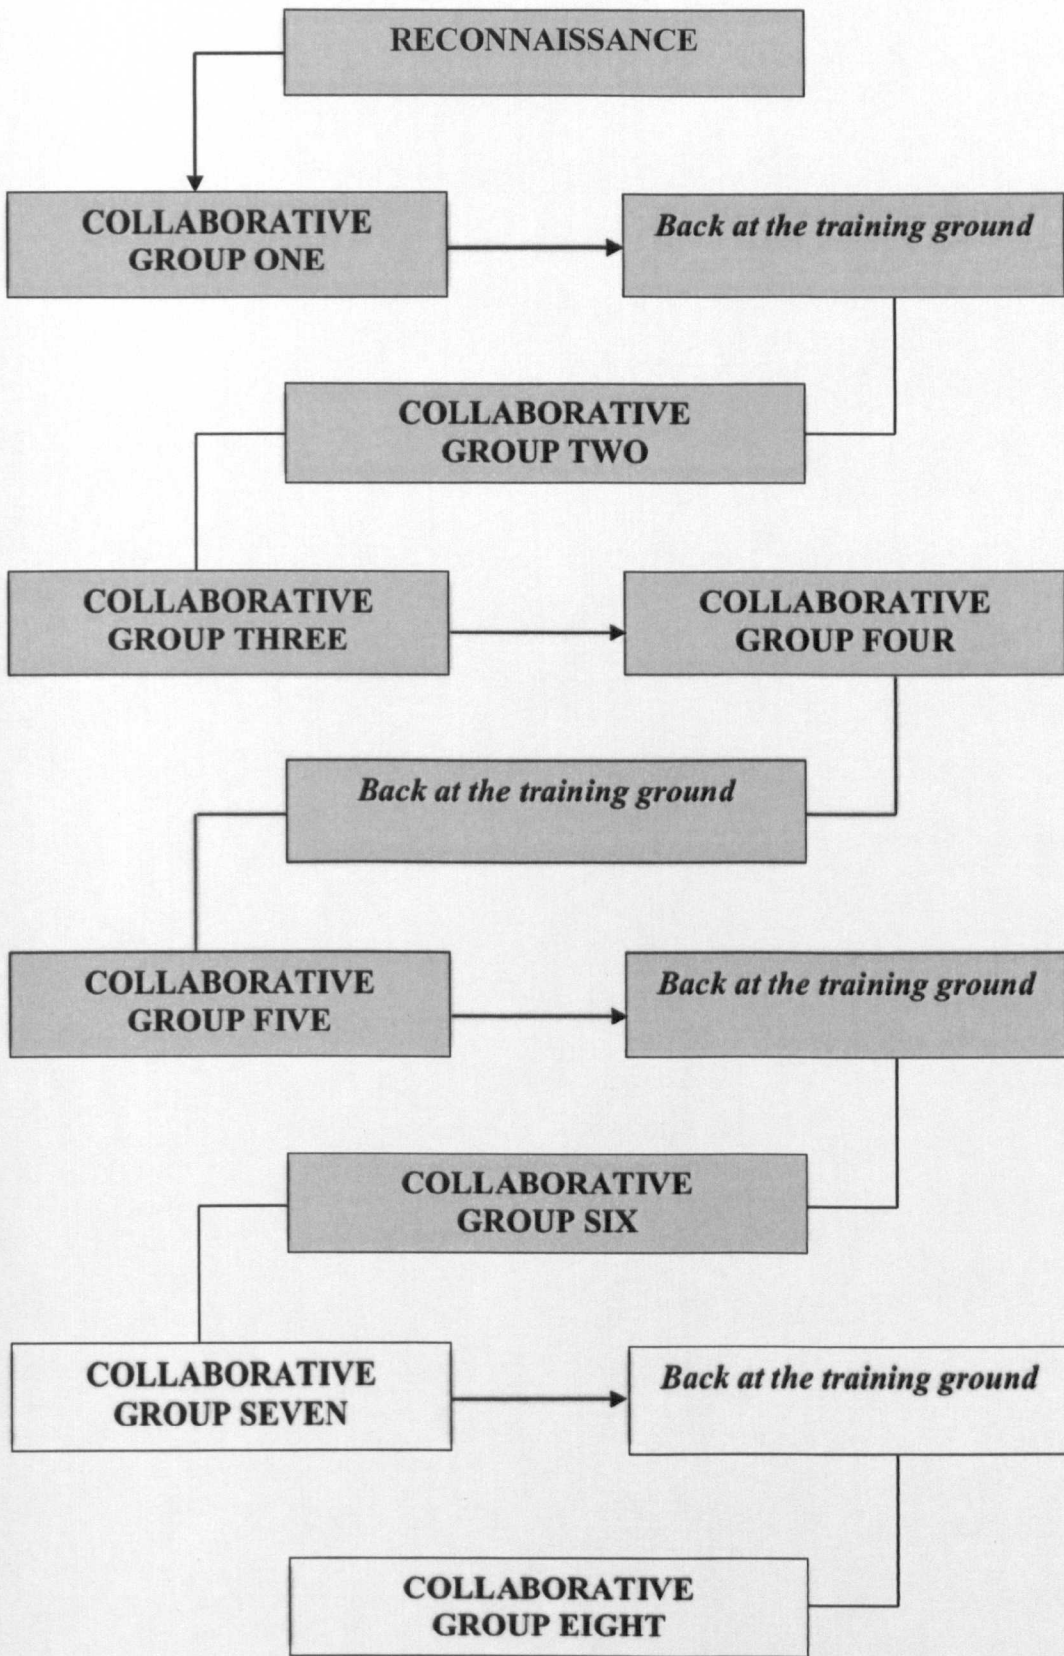 RECONNAISSANCE
COLLABORATIVE
GROUP ONE
Back at the training ground
COLLABORATIVE
GROUP TWO
COLLABORATIVE
GROUP THREE
COLLABORATIVE
GROUP FOUR
Back at the training ground
COLLABORATIVE
GROUP FIVE
Back at the training ground
COLLABORATIVE
GROUP SIX
COLLABORATIVE
GROUP SEVEN
Back at the training ground
COLLABORATIVE
GROUP EIGHT